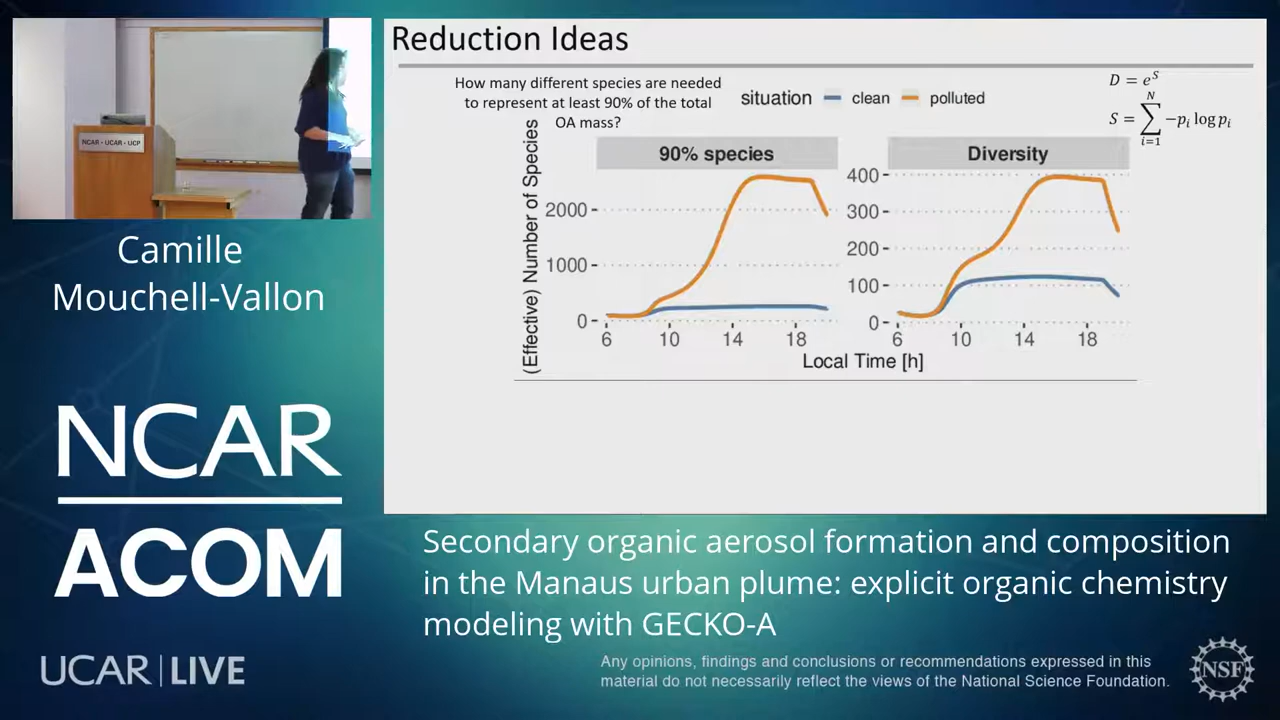 Reduction Ideas
How many different species are needed
to represent at least 90% of the total
OA mass?
situation clean polluted
D = e^S
S = \sum_{i=1}^{N} -p_i log p_i
(Effective) Number of Species
90% species
2000
1000
0
6 10 14 18
Diversity
400
300
200
100
0
6 10 14 18
Local Time [h]
NCAR - UCAR - UCP
Camille
Mouchell-Vallon
NCAR
ACOM
UCAR | LIVE
Secondary organic aerosol formation and composition
in the Manaus urban plume: explicit organic chemistry
modeling with GECKO-A
Any opinions, findings and conclusions or recommendations expressed in this
material do not necessarily reflect the views of the National Science Foundation.
NSF